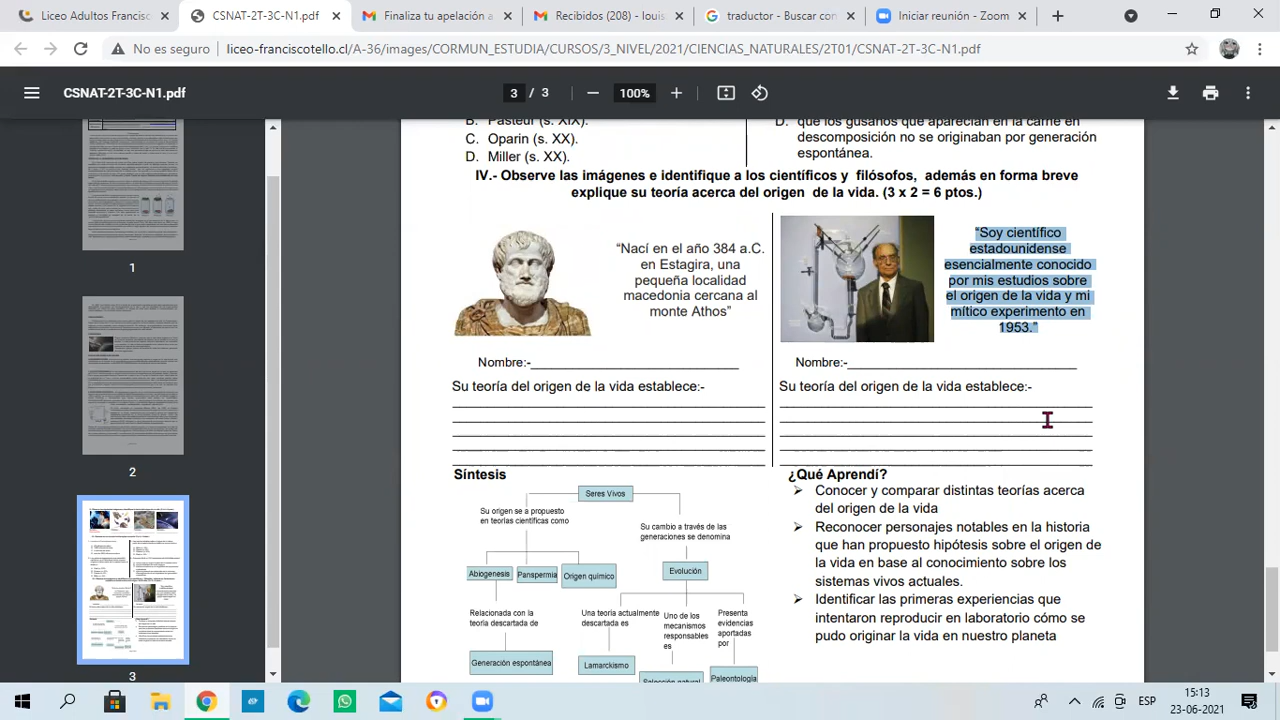 Liceo Adultos Francisc
CSNAT-2T-3C-N1.pdf
Finaliza tu apelación a
Recibidos (208) - louis
traductor - Buscar con
Iniciar reunión - Zoom
No es seguro
liceo-franciscotello.cl/A-36/images/CORMUN_ESTUDIA/CURSOS/3_NIVEL/2021/CIENCIAS_NATURALES/2T01/CSNAT-2T-3C-N1.pdf
CSNAT-2T-3C-N1.pdf
3 / 3
100%
1
2
3
B. Pasteur (s. XIX).
C. Oparin (s. XX).
D. Miller (s. XX).
D. Que los gusanos que aparecían en la carne en
descomposición no se originaban por generación
espontánea.
IV.- Observe las imágenes e identifique a los científicos y filósofos, además en forma breve
explique su teoría acerca del origen de la vida. (3 x 2 = 6 ptos.)
“Nací en el año 384 a.C.
en Estagira, una
pequeña localidad
macedonia cercana al
monte Athos”
Nombre:-
Su teoría del origen de la vida establece:-
“Soy científico
estadounidense
esencialmente conocido
por mis estudios sobre
el origen de la vida y mi
mítico experimento en
1953.”
Nombre:-
Su teoría del origen de la vida establece:-
Síntesis
Seres Vivos
Su origen se a propuesto
en teorías científicas como
Su cambio a través de las
generaciones se denomina
Abiogenesis
Panspermia
Origen químico
Evolución
Relacionada con la
teoría descartada de
Una teoría actualmente
descartada es
Uno de los
mecanismos
responsables
es
Presenta
evidencias
aportadas
por
Generación espontánea
Lamarckismo
Selección natural
Paleontología
¿Qué Aprendí?
Conocer y comparar distintas teorías acerca
del origen de la vida
Reconocer personajes notables en la historia
que han propuesto hipótesis sobre el origen de
la vida en base al conocimiento sobre los
sistemas vivos actuales.
Identificar las primeras experiencias que
intentaron reproducir en laboratorio como se
pudo originar la vida en nuestro planeta
ESP
15:13
23-06-2021